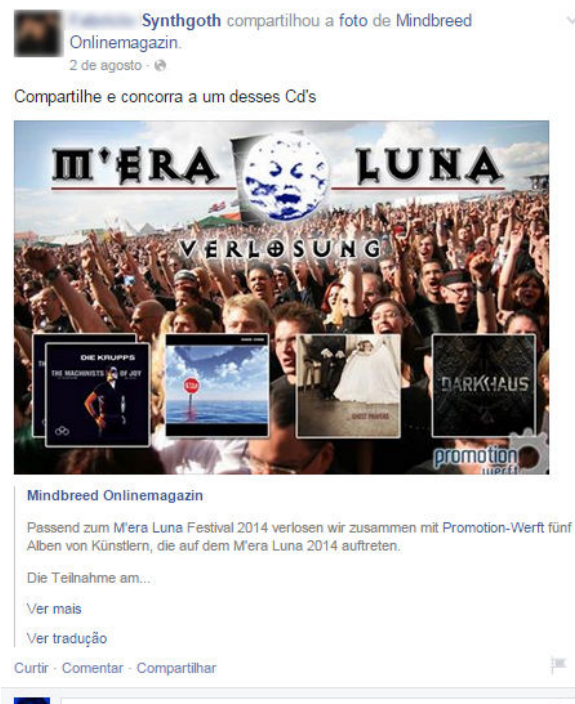 Synthgoth compartilhou a foto de Mindbreed
Onlinemagazin.
2 de agosto
Compartilhe e concorra a um desses Cd's
M'ERA LUNA
VERLOSUNG
DIE KRUPPS
THE MACHINISTS OF JOY
STOP
GHOST PRAYERS
DARKHAUS
promotion
werft
Mindbreed Onlinemagazin
Passend zum M'era Luna Festival 2014 verlosen wir zusammen mit Promotion-Werft fünf
Alben von Künstlern, die auf dem M'era Luna 2014 auftreten.
Die Teilnahme am...
Ver mais
Ver tradução
Curtir · Comentar · Compartilhar